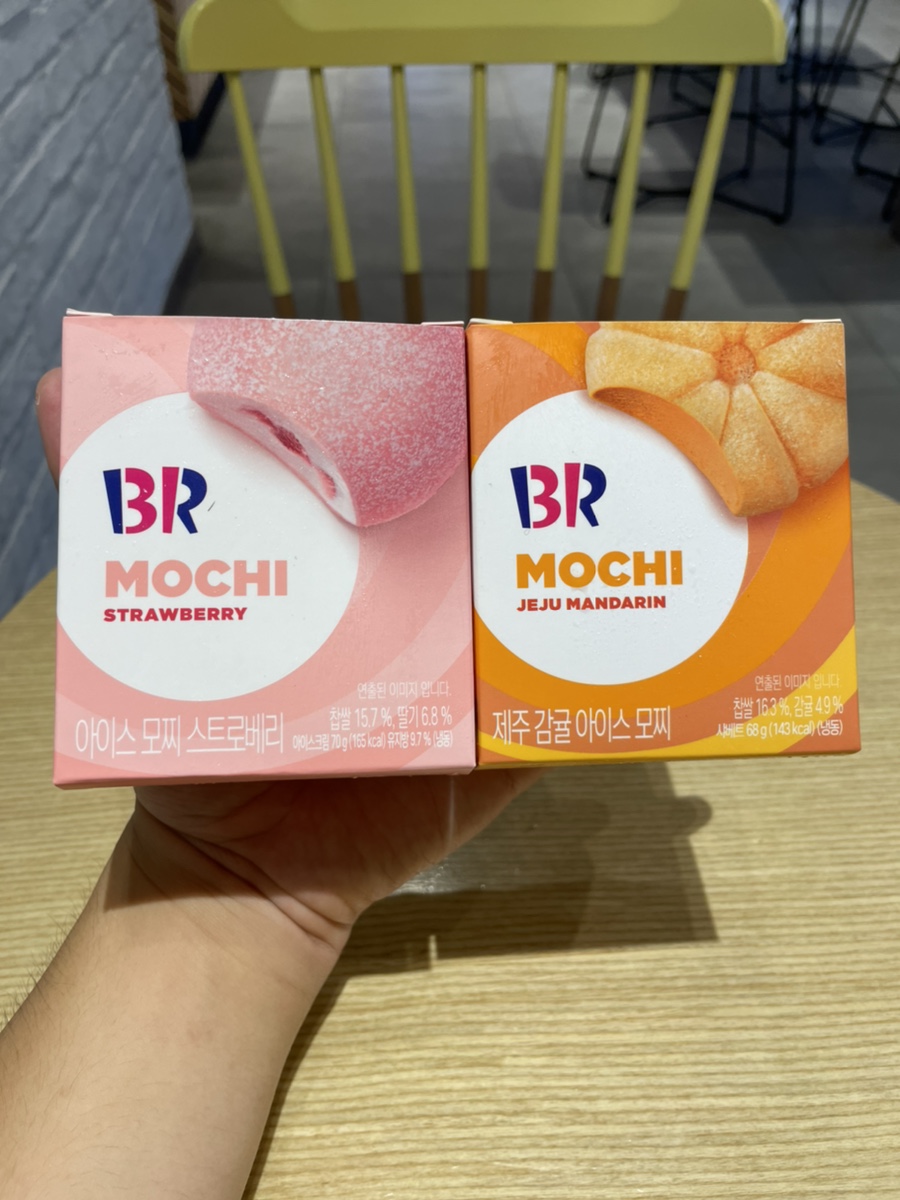 BR
MOCHI
STRAWBERRY
연출된 이미지 입니다.
아이스 모찌 스트로베리
찹쌀 15.7 %, 딸기 6.8 %
아이스크림 70 g (165 kcal) 유지방 9.7 % (냉동)
BR
MOCHI
JEJU MANDARIN
연출된 이미지 입니다.
제주 감귤 아이스 모찌
찹쌀 16.3 %, 감귤 4.9 %
샤베트 68 g (143 kcal) (냉동)